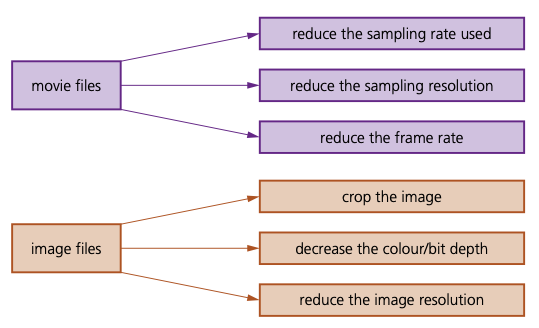 movie files
reduce the sampling rate used
reduce the sampling resolution
reduce the frame rate
image files
crop the image
decrease the colour/bit depth
reduce the image resolution